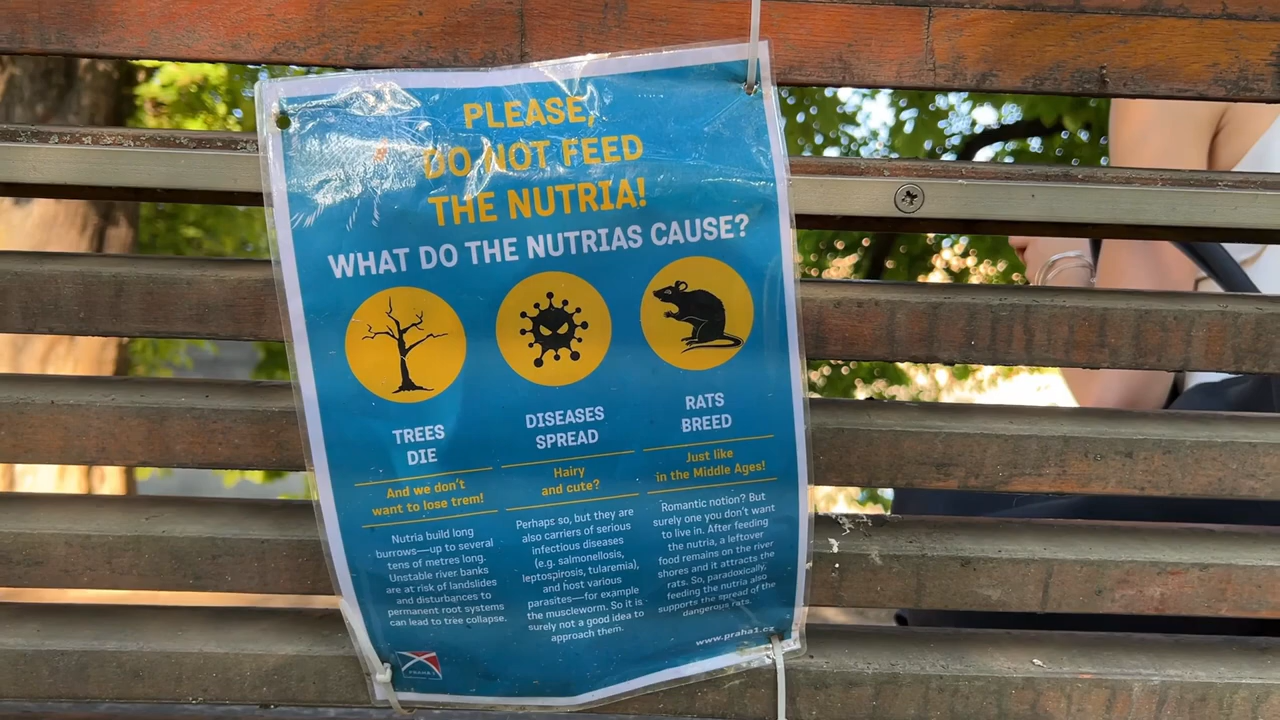 PLEASE,
DO NOT FEED
THE NUTRIA!
WHAT DO THE NUTRIAS CAUSE?
TREES
DIE
And we don't
want to lose trem!
Nutria build long
burrows—up to several
tens of metres long.
Unstable river banks
are at risk of landslides
and disturbances to
permanent root systems
can lead to tree collapse.
DISEASES
SPREAD
Hairy
and cute?
Perhaps so, but they are
also carriers of serious
infectious diseases
(e.g. salmonellosis,
leptospirosis, tularemia),
and host various
parasites—for example
the muscleworm. So it is
surely not a good idea to
approach them.
RATS
BREED
Just like
in the Middle Ages!
Romantic notion? But
surely one you don't want
to live in. After feeding
the nutria, a leftover
food remains on the river
shores and it attracts the
rats. So, paradoxically,
feeding the nutria also
supports the spread of the
dangerous rats.
www.praha1.cz
PRAHA 1